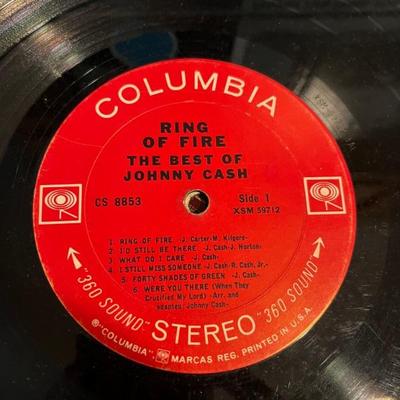 COLUMBIA
RING
OF FIRE
THE BEST OF
JOHNNY CASH
CS 8853
Side 1
XSM 59712
1. RING OF FIRE -J. Carter-M. Kilgore-
2. I'D STILL BE THERE -J. Cash-J. Horton-
3. WHAT DO I CARE -J. Cash-
4. I STILL MISS SOMEONE -J. Cash-R. Cash, Jr.-
5. FORTY SHADES OF GREEN -J. Cash-
6. WERE YOU THERE (When They
Crucified My Lord) -Arr. and
adapted: Johnny Cash-
"360 SOUND" STEREO "360 SOUND"
® "COLUMBIA", MARCAS REG. PRINTED IN U.S.A.